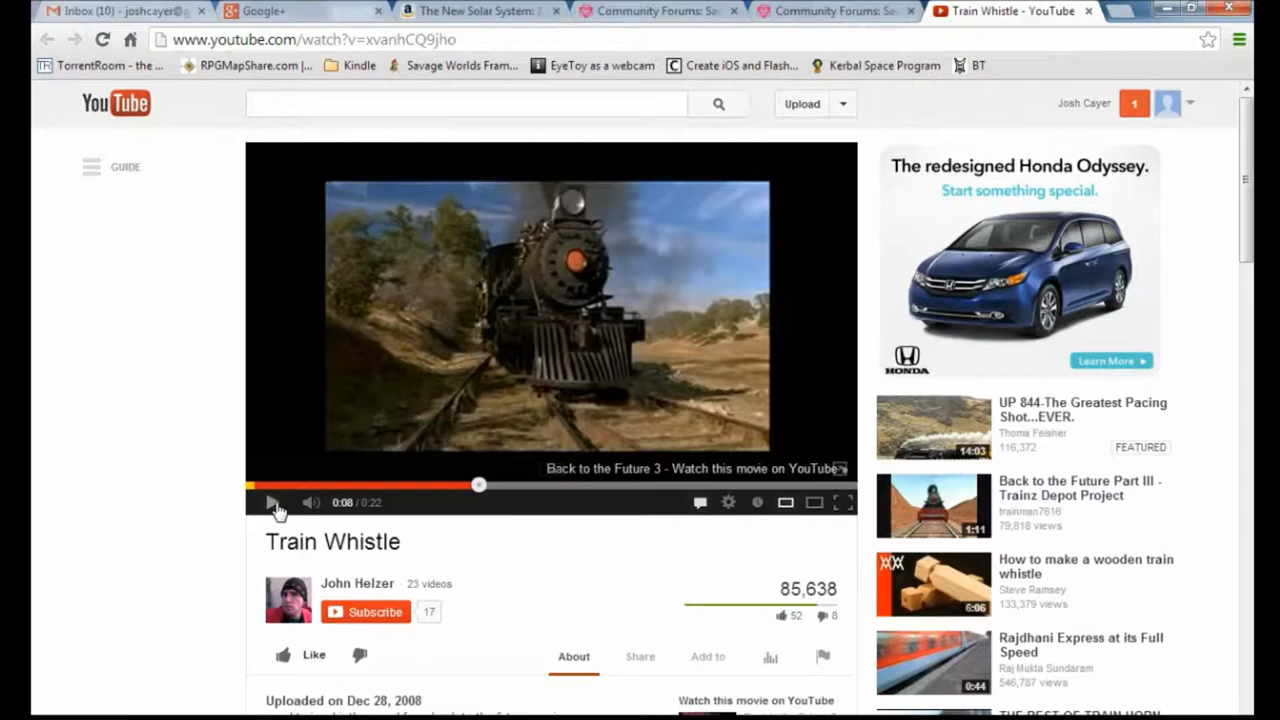 Inbox (10) - joshcayer@g
Google+
The New Solar System:
Community Forums: Sa
Community Forums: Sa
Train Whistle - YouTube
www.youtube.com/watch?v=xvanhCQ9jho
TorrentRoom - the ...
RPGMapShare.com |...
Kindle
Savage Worlds Fram...
EyeToy as a webcam
Create iOS and Flash...
Kerbal Space Program
BT
YouTube
Upload
Josh Cayer
1
GUIDE
The redesigned Honda Odyssey.
Start something special.
HONDA
Learn More
Back to the Future 3 - Watch this movie on YouTube
0:08 / 0:22
Train Whistle
John Helzer · 23 videos
Subscribe
17
85,638
52
8
Like
About
Share
Add to
Uploaded on Dec 28, 2008
Watch this movie on YouTube
UP 844-The Greatest Pacing
Shot...EVER.
Thoma Feisher
116,372
FEATURED
14:03
Back to the Future Part III -
Trainz Depot Project
trainman7616
79,818 views
1:11
How to make a wooden train
whistle
Steve Ramsey
133,379 views
6:06
Rajdhani Express at its Full
Speed
Raj Mukta Sundaram
546,787 views
0:44